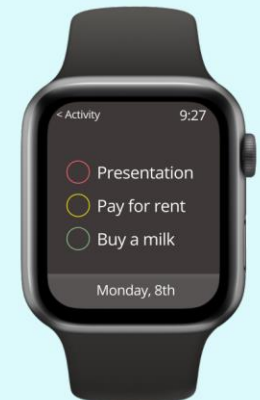 < Activity 9:27
Presentation
Pay for rent
Buy a milk
Monday, 8th